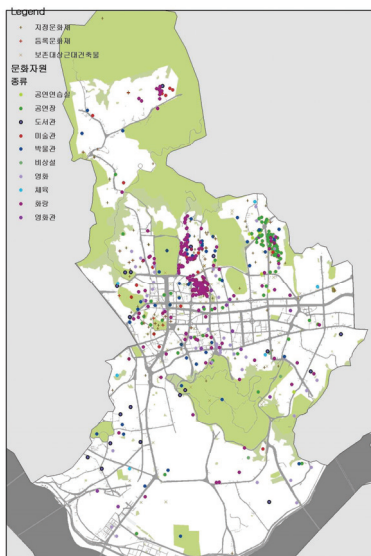 Legend
지정문화재
등록문화재
보존대상근대건축물
문화자원
종류
공연연습실
공연장
도서관
미술관
박물관
비상설
영화
체육
화랑
영화관